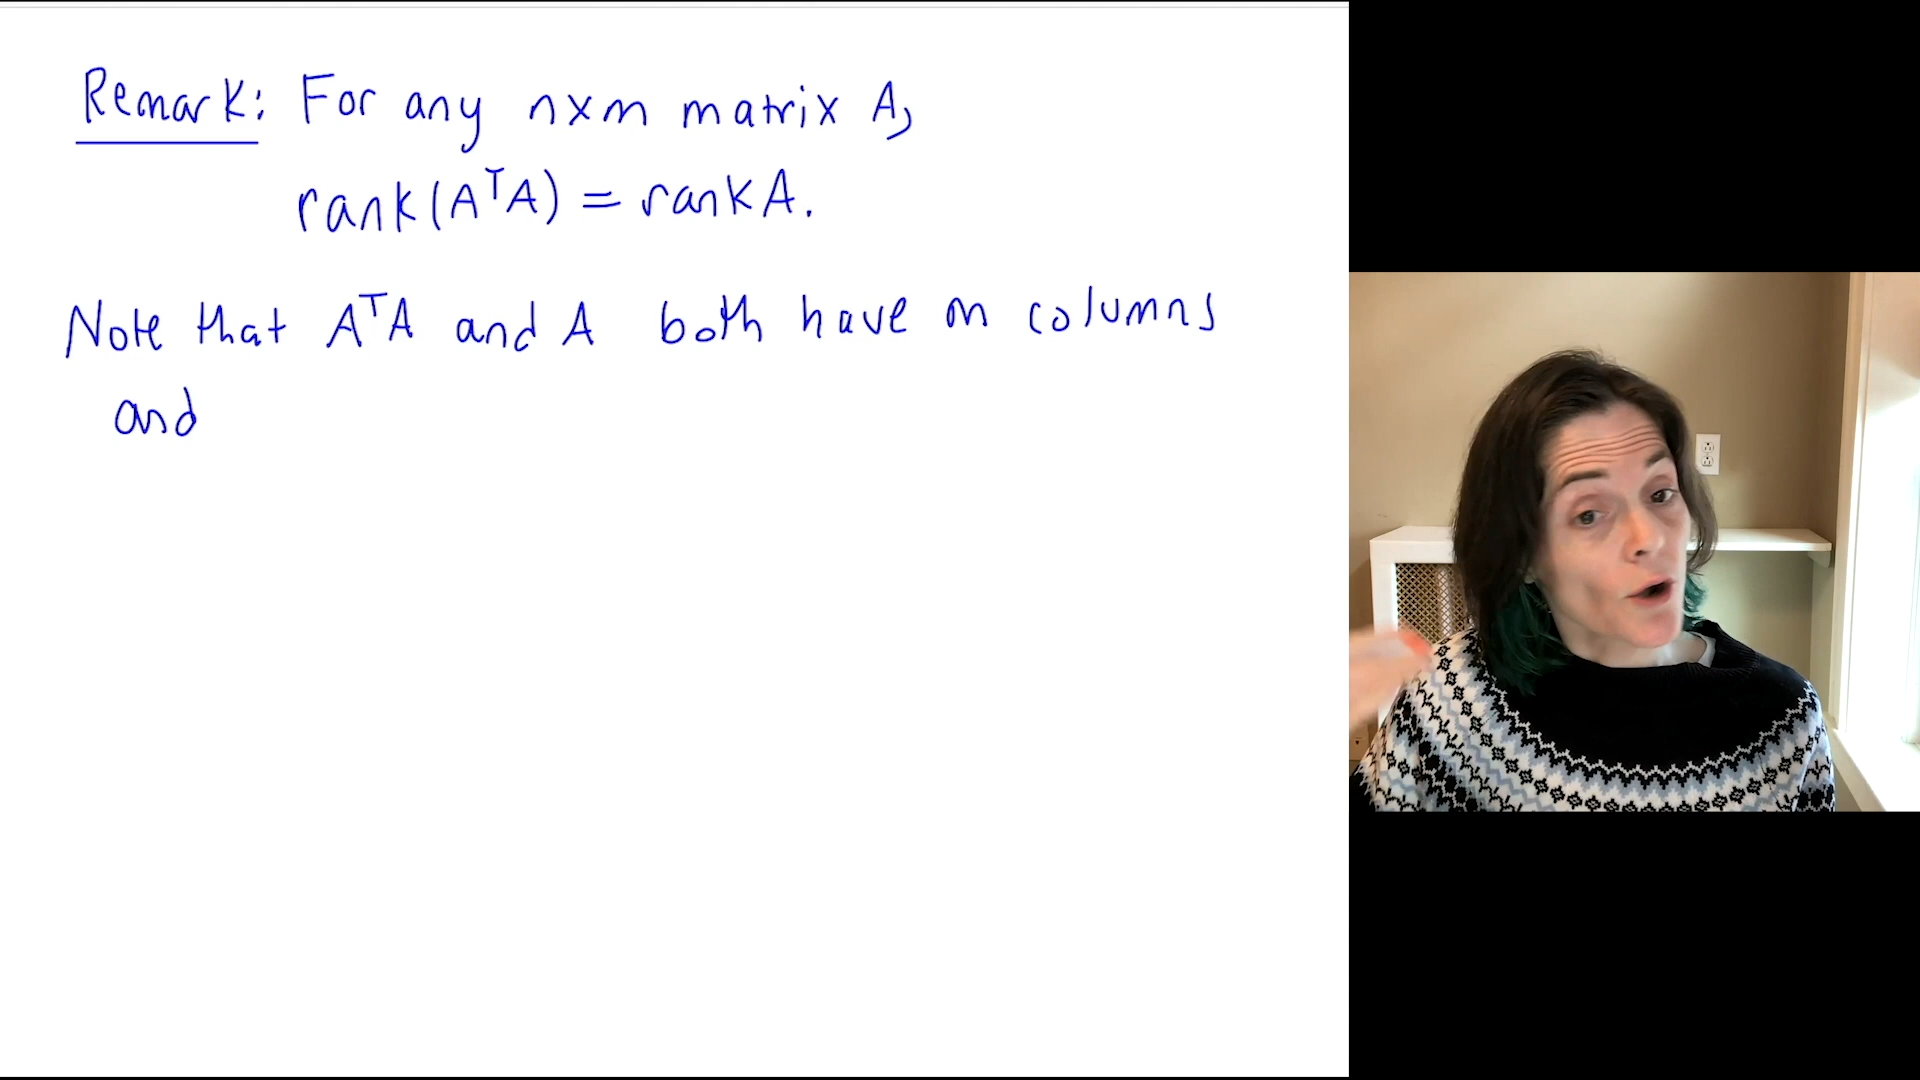 Remark: For any n×m matrix A,
rank(AᵀA) = rank A.
Note that AᵀA and A both have m columns
and